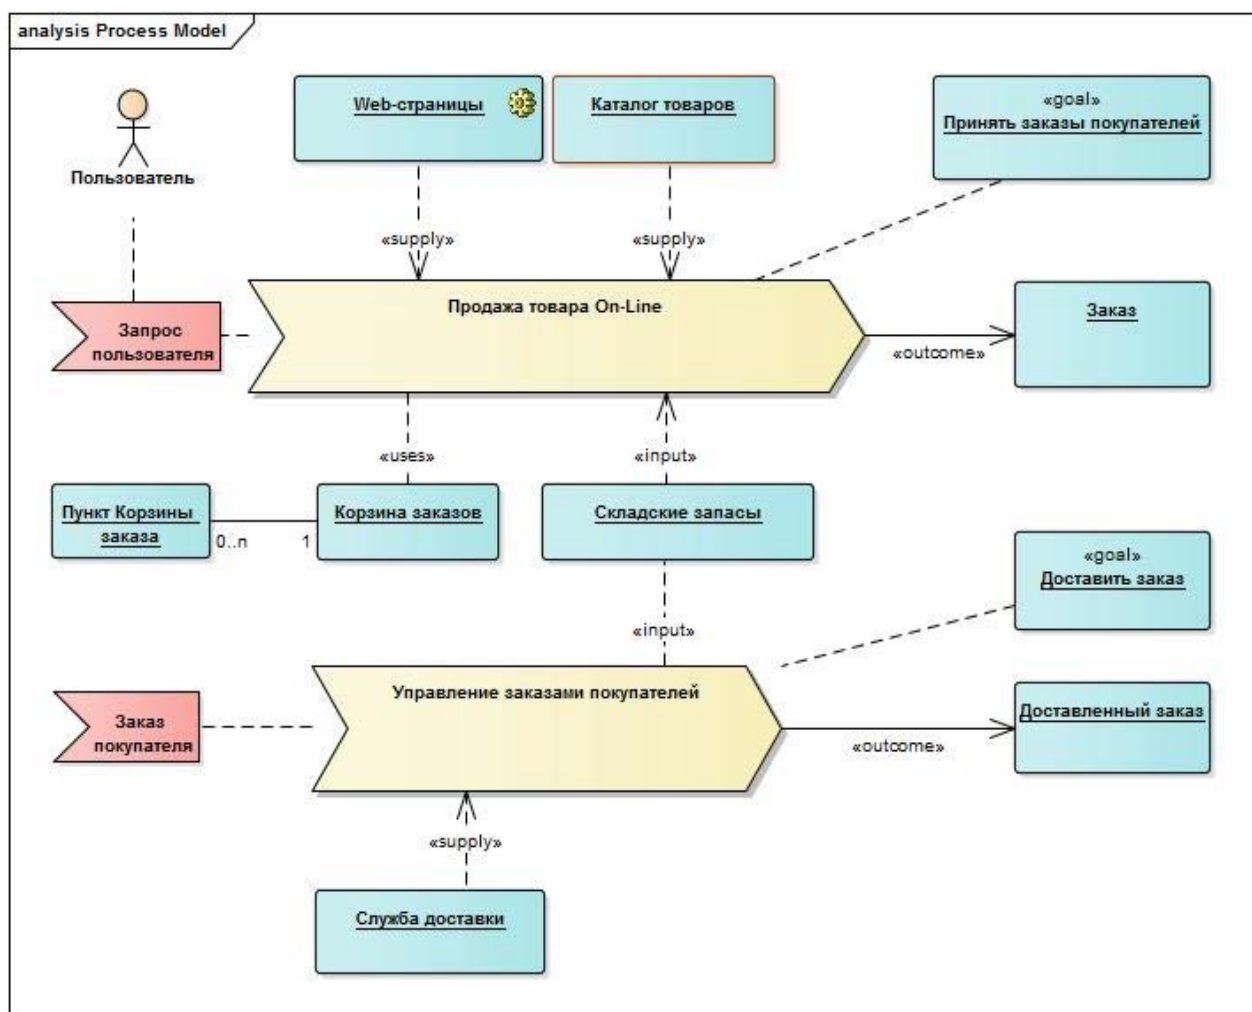 analysis Process Model
Пользователь
Web-страницы
Каталог товаров
«goal»
Принять заказы покупателей
«supply»
«supply»
Запрос
пользователя
Продажа товара On-Line
Заказ
«outcome»
«uses»
«input»
Пункт Корзины
заказа
0..n
1
Корзина заказов
Складские запасы
«goal»
Доставить заказ
«input»
Заказ
покупателя
Управление заказами покупателей
Доставленный заказ
«outcome»
«supply»
Служба доставки